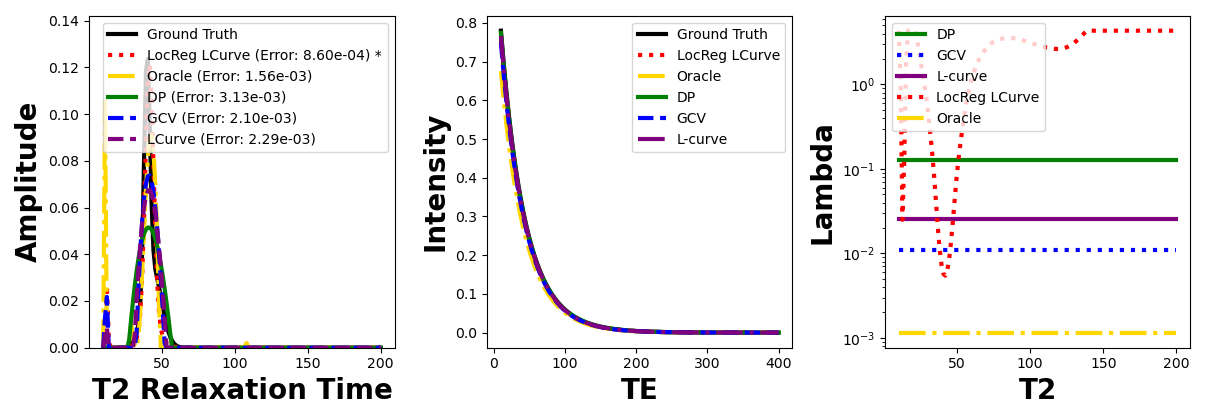 0.14
0.12
0.10
0.08
0.06
0.04
0.02
0.00
Amplitude
Ground Truth
LocReg LCurve (Error: 8.60e-04) *
Oracle (Error: 1.56e-03)
DP (Error: 3.13e-03)
GCV (Error: 2.10e-03)
LCurve (Error: 2.29e-03)
50
100
150
200
T2 Relaxation Time
0.8
0.7
0.6
0.5
0.4
0.3
0.2
0.1
0.0
Intensity
Ground Truth
LocReg LCurve
Oracle
DP
GCV
L-curve
0
100
200
300
400
TE
10⁰
10⁻¹
10⁻²
10⁻³
Lambda
DP
GCV
L-curve
LocReg LCurve
Oracle
50
100
150
200
T2